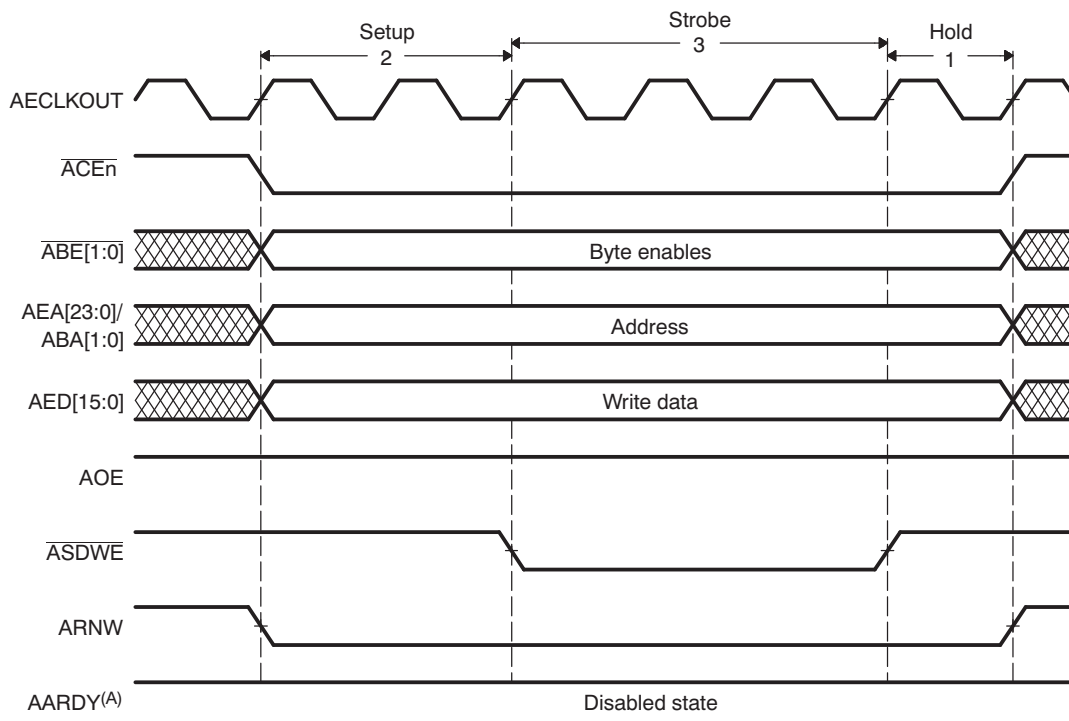 Setup
2
Strobe
3
Hold
1
AECLKOUT
ACEn
ABE[1:0]
Byte enables
AEA[23:0]/
ABA[1:0]
Address
AED[15:0]
Write data
AOE
ASDWE
ARNW
AARDY(A)
Disabled state